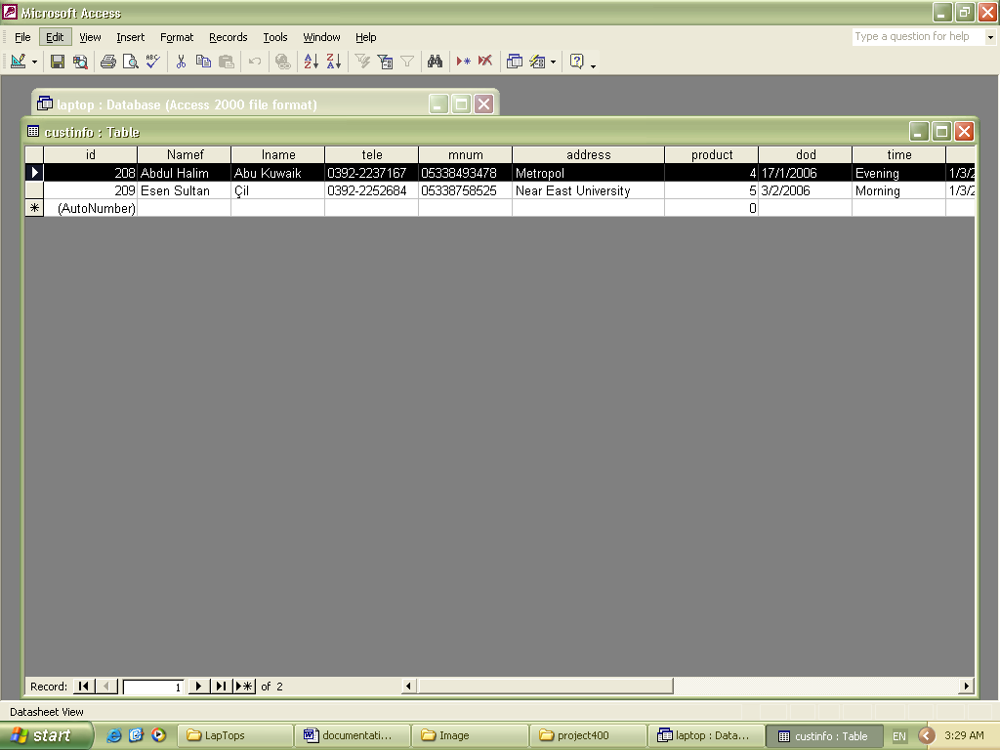 Microsoft Access
File Edit View Insert Format Records Tools Window Help Type a question for help
laptop : Database (Access 2000 file format)
custinfo : Table
id Namef lname tele mnum address product dod time
208 Abdul Halim Abu Kuwaik 0392-2237167 05338493478 Metropol 4 17/1/2006 Evening 1/3/2
209 Esen Sultan Çil 0392-2252684 05338758525 Near East University 5 3/2/2006 Morning 1/3/2
(AutoNumber) 0
Record: 1 of 2
Datasheet View
start LapTops documentati... Image project400 laptop : Data... custinfo : Table EN 3:29 AM